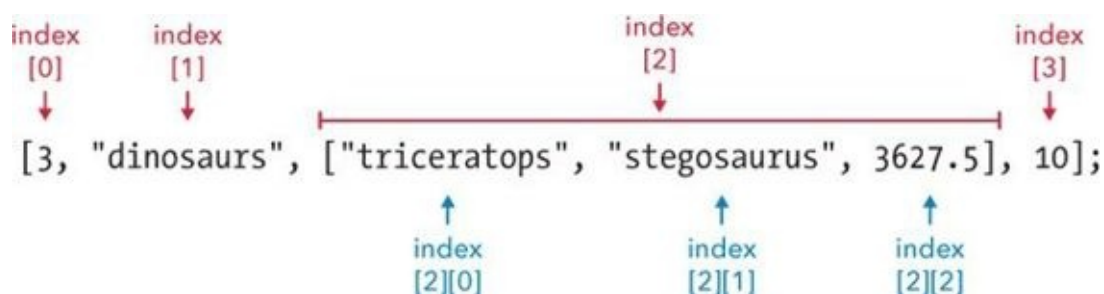 index index index index
[0] [1] [2] [3]
[3, "dinosaurs", ["triceratops", "stegosaurus", 3627.5], 10];
index index index
[2][0] [2][1] [2][2]